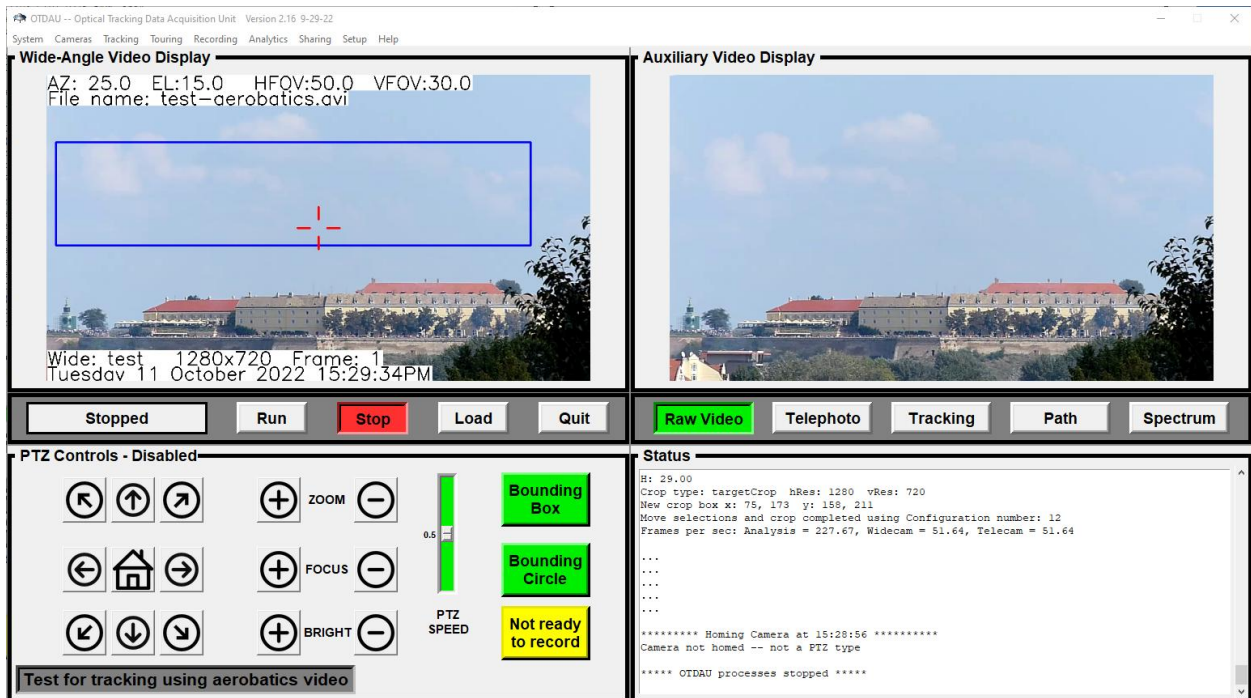 OTDAU -- Optical Tracking Data Acquisition Unit Version 2.16 9-29-22
System Cameras Tracking Touring Recording Analytics Sharing Setup Help
Wide-Angle Video Display
AZ: 25.0 EL:15.0 HFOV:50.0 VFOV:30.0
File name: test-aerobatics.avi
Wide: test 1280x720 Frame: 1
Tuesday 11 October 2022 15:29:34PM
Auxiliary Video Display
Stopped Run Stop Load Quit
Raw Video Telephoto Tracking Path Spectrum
PTZ Controls - Disabled
ZOOM
FOCUS
BRIGHT
0.5
PTZ
SPEED
Bounding
Box
Bounding
Circle
Not ready
to record
Test for tracking using aerobatics video
Status
H: 29.00
Crop type: targetCrop hRes: 1280 vRes: 720
New crop box x: 75, 173 y: 158, 211
Move selections and crop completed using Configuration number: 12
Frames per sec: Analysis = 227.67, Widecam = 51.64, Telecam = 51.64
...
...
...
...
...
********* Homing Camera at 15:28:56 **********
Camera not homed -- not a PTZ type
***** OTDAU processes stopped *****